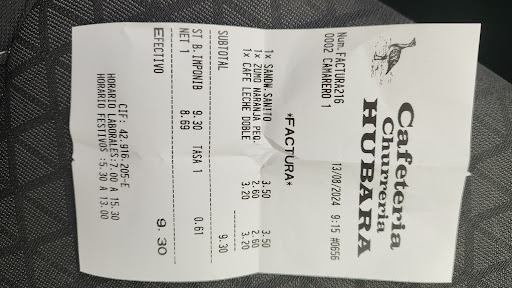 Cafeteria
Churreria
HUBARA
Num.FACTURA216 13/08/2024 9:15 #0656
0002 CAMARERO 1
*FACTURA*
1x SANDW.SANITO 3.50 3.50
1x ZUMO NARANJA PEQ. 2.60 2.60
1x CAFE LECHE DOBLE 3.20 3.20
SUBTOTAL 9.30
ST B.IMPONIB 9.30 TASA 1 0.61
NET 1 8.69
EFECTIVO 9.30
CIF: 42.916.205-E
HORARIO LABORALES:7.00 A 15.30
HORARIO FESTIVOS :5.30 A 13.00